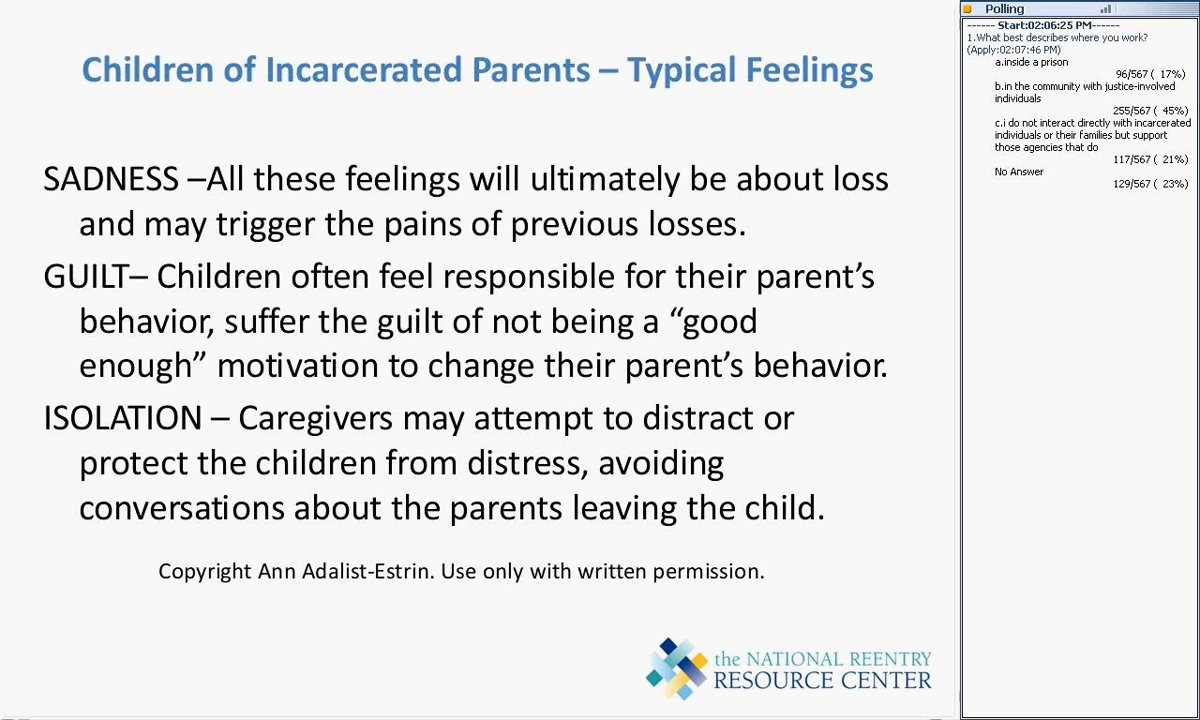 Children of Incarcerated Parents – Typical Feelings
SADNESS –All these feelings will ultimately be about loss
and may trigger the pains of previous losses.
GUILT– Children often feel responsible for their parent’s
behavior, suffer the guilt of not being a “good
enough” motivation to change their parent’s behavior.
ISOLATION – Caregivers may attempt to distract or
protect the children from distress, avoiding
conversations about the parents leaving the child.
Copyright Ann Adalist-Estrin. Use only with written permission.
the NATIONAL REENTRY
RESOURCE CENTER
Polling
------ Start:02:06:25 PM------
1.What best describes where you work?
(Apply:02:07:46 PM)
a.inside a prison
96/567 ( 17%)
b.in the community with justice-involved
individuals
255/567 ( 45%)
c.i do not interact directly with incarcerated
individuals or their families but support
those agencies that do
117/567 ( 21%)
No Answer
129/567 ( 23%)